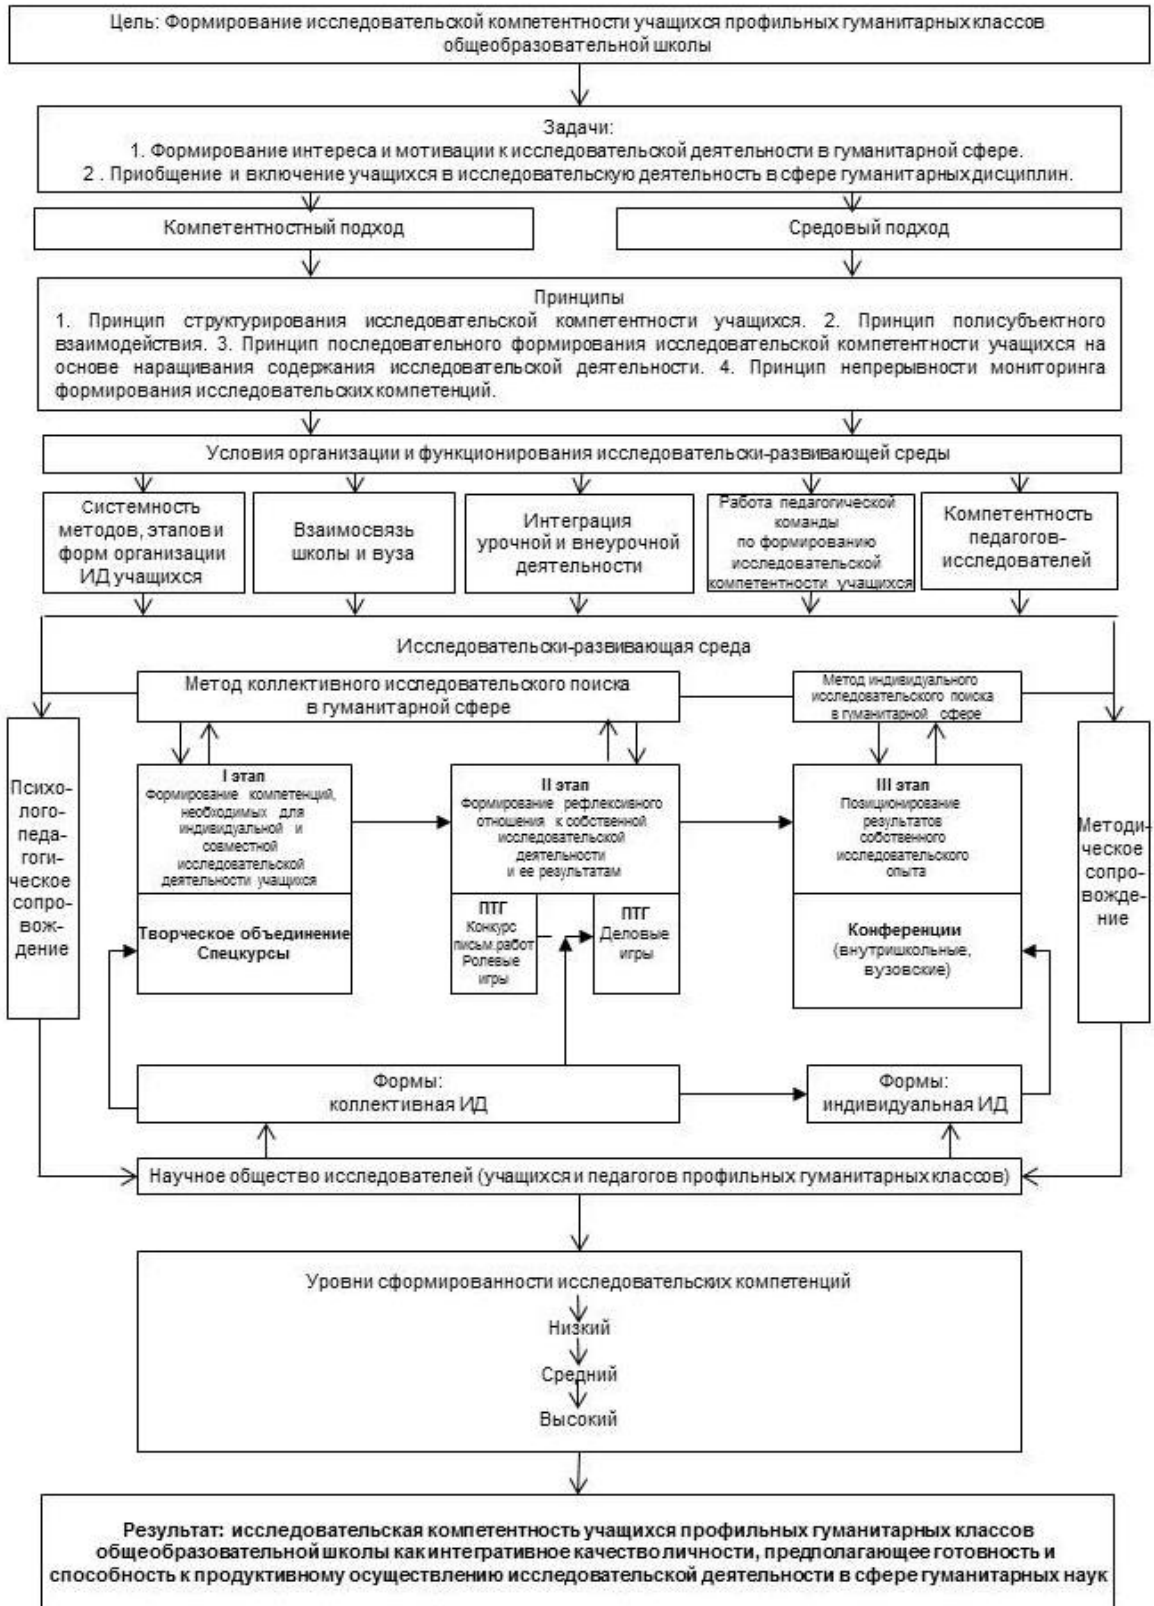 Цель: Формирование исследовательской компетентности учащихся профильных гуманитарных классов
общеобразовательной школы
Задачи:
1. Формирование интереса и мотивации к исследовательской деятельности в гуманитарной сфере.
2 . Приобщение и включение учащихся в исследовательскую деятельность в сфере гуманитарных дисциплин.
Компетентностный подход
Средовый подход
Принципы
1. Принцип структурирования исследовательской компетентности учащихся. 2. Принцип полисубъектного
взаимодействия. 3. Принцип последовательного формирования исследовательской компетентности учащихся на
основе наращивания содержания исследовательской деятельности. 4. Принцип непрерывности мониторинга
формирования исследовательских компетенций.
Условия организации и функционирования исследовательски-развивающей среды
Системность
методов, этапов и
форм организации
ИД учащихся
Взаимосвязь
школы и вуза
Интеграция
урочной и внеурочной
деятельности
Работа педагогической
команды
по формированию
исследовательской
компетентности учащихся
Компетентность
педагогов-
исследователей
Исследовательски-развивающая среда
Метод коллективного исследовательского поиска
в гуманитарной сфере
Метод индивидуального
исследовательского поиска
в гуманитарной сфере
Психо-
лого-
педа-
гоги-
ческое
сопро-
вож-
дение
I этап
Формирование компетенций,
необходимых для
индивидуальной и
совместной
исследовательской
деятельности учащихся
Творческое объединение
Спецкурсы
II этап
Формирование рефлексивного
отношения к собственной
исследовательской
деятельности
и ее результатам
ПТГ
Конкурс
письм.работ
Ролевые
игры
ПТГ
Деловые
игры
III этап
Позиционирование
результатов
собственного
исследовательского
опыта
Конференции
(внутришкольные,
вузовские)
Методи-
ческое
сопро-
вожде-
ние
Формы:
коллективная ИД
Формы:
индивидуальная ИД
Научное общество исследователей (учащихся и педагогов профильных гуманитарных классов)
Уровни сформированности исследовательских компетенций
Низкий
Средний
Высокий
Результат: исследовательская компетентность учащихся профильных гуманитарных классов
общеобразовательной школы как интегративное качество личности, предполагающее готовность и
способность к продуктивному осуществлению исследовательской деятельности в сфере гуманитарных наук